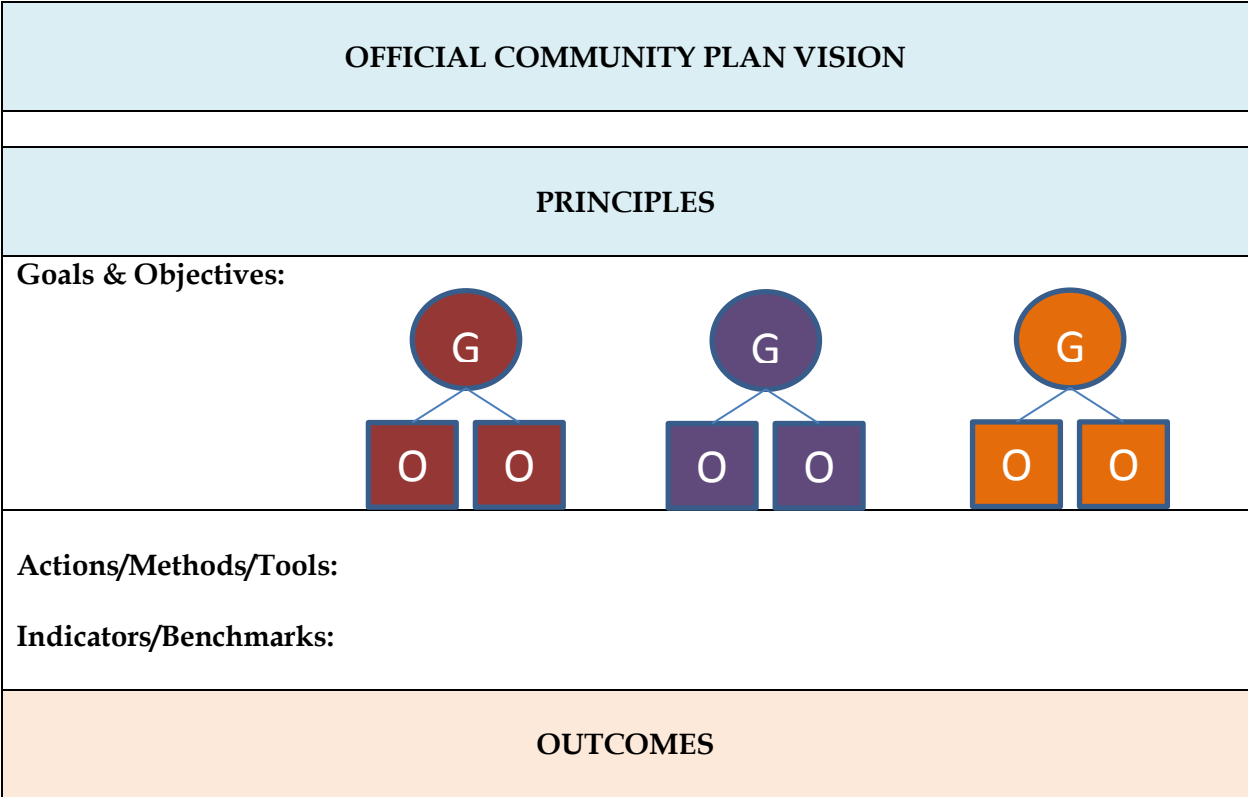 OFFICIAL COMMUNITY PLAN VISION
PRINCIPLES
Goals & Objectives:
G G G
O O O O O O
Actions/Methods/Tools:
Indicators/Benchmarks:
OUTCOMES